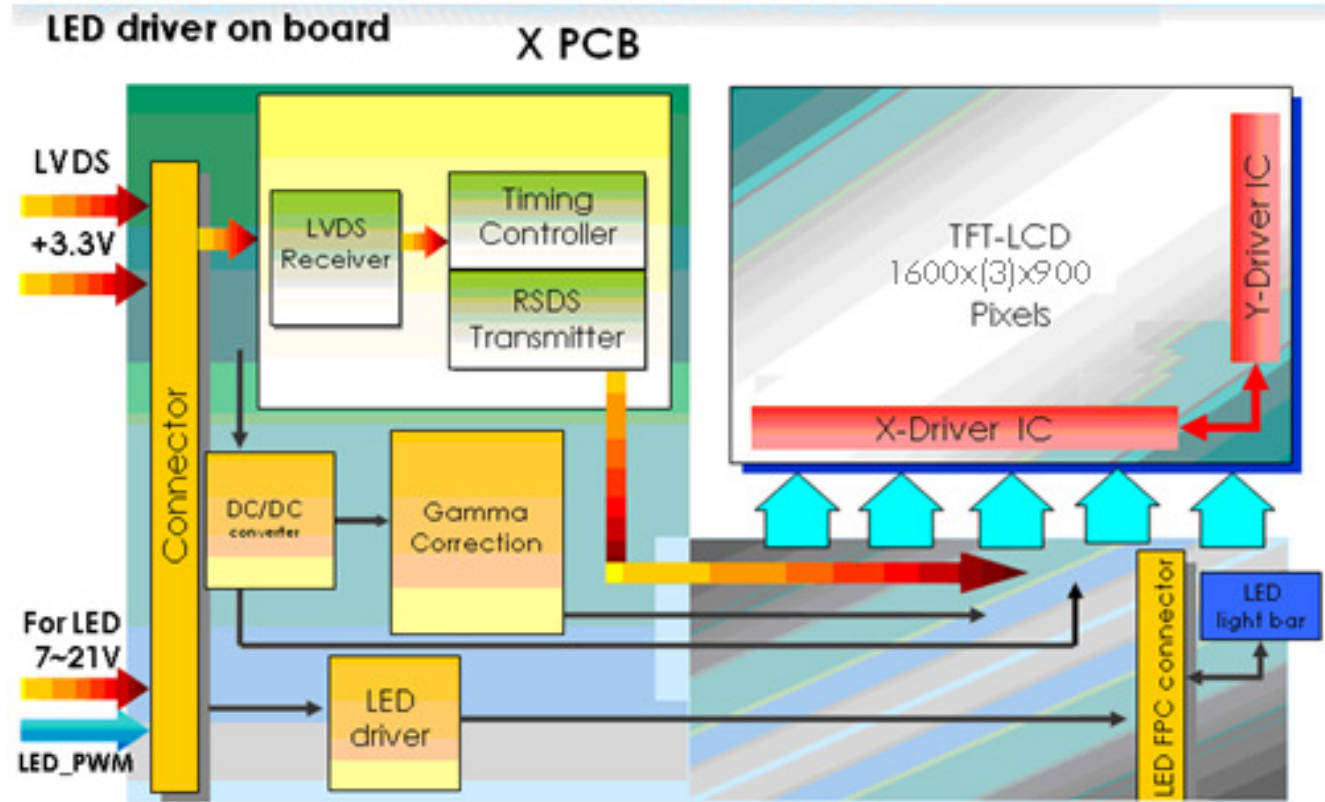 LED driver on board
X PCB
LVDS
+3.3V
Connector
LVDS
Receiver
Timing
Controller
RSDS
Transmitter
TFT-LCD
1600x(3)x900
Pixels
Y-Driver IC
X-Driver IC
DC/DC
converter
Gamma
Correction
For LED
7~21V
LED_PWM
LED
driver
LED FPC connector
LED
light bar